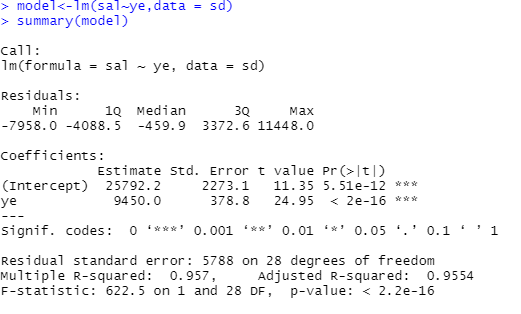 > model<-lm(sal~ye,data = sd)
> summary(model)
Call:
lm(formula = sal ~ ye, data = sd)
Residuals:
    Min      1Q  Median      3Q     Max
-7958.0 -4088.5  -459.9  3372.6 11448.0
Coefficients:
            Estimate Std. Error t value Pr(>|t|)
(Intercept)  25792.2     2273.1   11.35 5.51e-12 ***
ye            9450.0      378.8   24.95  < 2e-16 ***
---
Signif. codes:  0 ‘***’ 0.001 ‘**’ 0.01 ‘*’ 0.05 ‘.’ 0.1 ‘ ’ 1
Residual standard error: 5788 on 28 degrees of freedom
Multiple R-squared:  0.957,	Adjusted R-squared:  0.9554
F-statistic: 622.5 on 1 and 28 DF,  p-value: < 2.2e-16